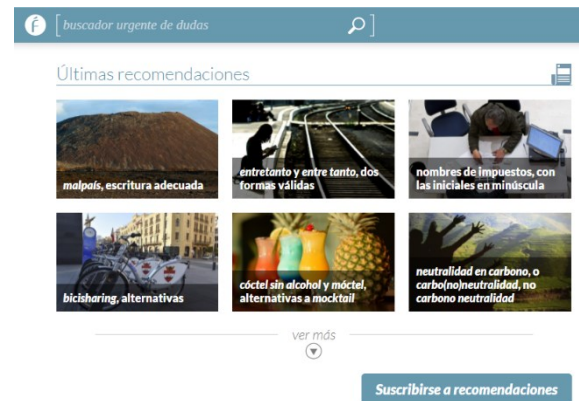 É [ buscador urgente de dudas ]
Últimas recomendaciones
malpaís, escritura adecuada
entretanto y entre tanto, dos
formas válidas
nombres de impuestos, con
las iniciales en minúscula
bicisharing, alternativas
cóctel sin alcohol y móctel,
alternativas a mocktail
neutralidad en carbono, o
carbo(no)neutralidad, no
carbono neutralidad
ver más
Suscribirse a recomendaciones